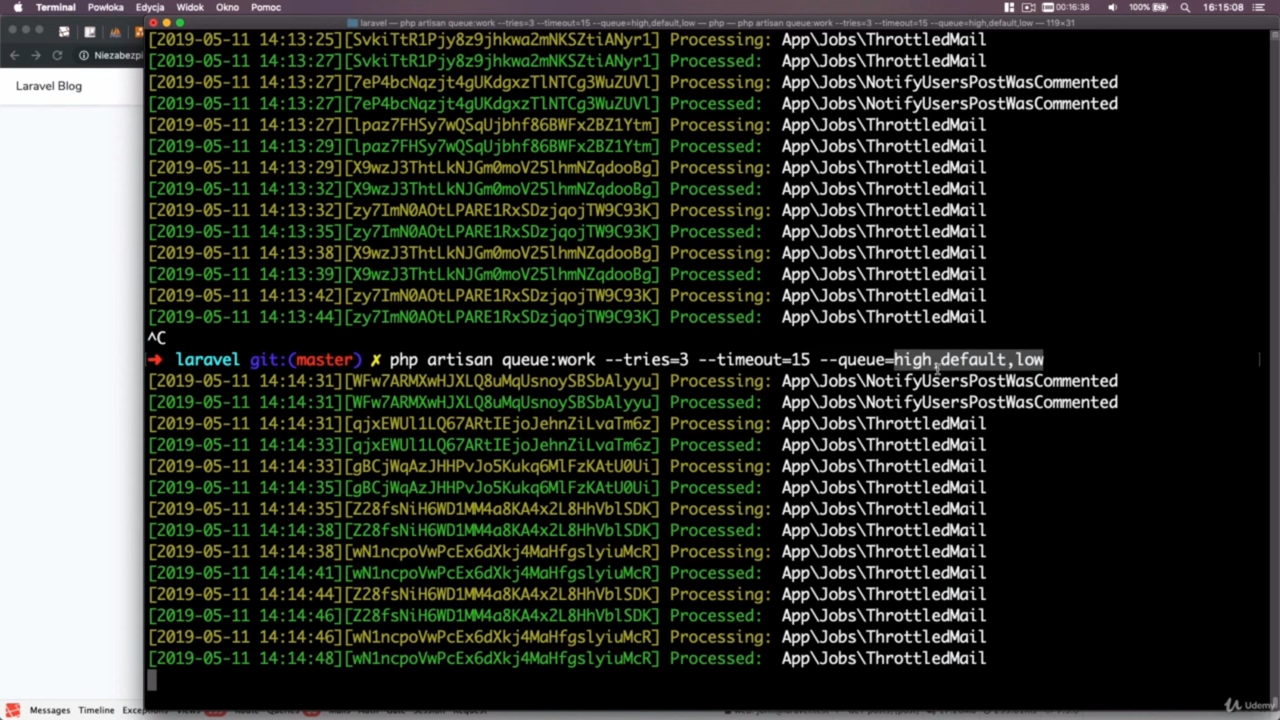 Terminal Powłoka Edycja Widok Okno Pomoc 00:16:38 100% 16:15:08
laravel — php artisan queue:work --tries=3 --timeout=15 --queue=high,default,low — php — php artisan queue:work --tries=3 --timeout=15 --queue=high,default,low — 119×31
Laravel Blog
[2019-05-11 14:13:25][SvkiTtR1Pjy8z9jhkwa2mNKSZtiANyr1] Processing: App\Jobs\ThrottledMail
[2019-05-11 14:13:27][SvkiTtR1Pjy8z9jhkwa2mNKSZtiANyr1] Processed: App\Jobs\ThrottledMail
[2019-05-11 14:13:27][7eP4bcNqzjt4gUKdgxzTlNTCg3WuZUVl] Processing: App\Jobs\NotifyUsersPostWasCommented
[2019-05-11 14:13:27][7eP4bcNqzjt4gUKdgxzTlNTCg3WuZUVl] Processed: App\Jobs\NotifyUsersPostWasCommented
[2019-05-11 14:13:27][lpaz7FHSy7wQSqUjbhf86BWFx2BZ1Ytm] Processing: App\Jobs\ThrottledMail
[2019-05-11 14:13:29][lpaz7FHSy7wQSqUjbhf86BWFx2BZ1Ytm] Processed: App\Jobs\ThrottledMail
[2019-05-11 14:13:29][X9wzJ3ThtLkNJGm0moV25lhmNZqdooBg] Processing: App\Jobs\ThrottledMail
[2019-05-11 14:13:32][X9wzJ3ThtLkNJGm0moV25lhmNZqdooBg] Processed: App\Jobs\ThrottledMail
[2019-05-11 14:13:32][zy7ImN0AOtLPARE1RxSDzjqojTW9C93K] Processing: App\Jobs\ThrottledMail
[2019-05-11 14:13:35][zy7ImN0AOtLPARE1RxSDzjqojTW9C93K] Processed: App\Jobs\ThrottledMail
[2019-05-11 14:13:38][X9wzJ3ThtLkNJGm0moV25lhmNZqdooBg] Processing: App\Jobs\ThrottledMail
[2019-05-11 14:13:39][X9wzJ3ThtLkNJGm0moV25lhmNZqdooBg] Processed: App\Jobs\ThrottledMail
[2019-05-11 14:13:42][zy7ImN0AOtLPARE1RxSDzjqojTW9C93K] Processing: App\Jobs\ThrottledMail
[2019-05-11 14:13:44][zy7ImN0AOtLPARE1RxSDzjqojTW9C93K] Processed: App\Jobs\ThrottledMail
^C
➜ laravel git:(master) ✗ php artisan queue:work --tries=3 --timeout=15 --queue=high,default,low
[2019-05-11 14:14:31][WFw7ARMXwHJXLQ8uMqUsnoySBSbAlyyu] Processing: App\Jobs\NotifyUsersPostWasCommented
[2019-05-11 14:14:31][WFw7ARMXwHJXLQ8uMqUsnoySBSbAlyyu] Processed: App\Jobs\NotifyUsersPostWasCommented
[2019-05-11 14:14:31][qjxEWUl1LQ67ARtIEjoJehnZiLvaTm6z] Processing: App\Jobs\ThrottledMail
[2019-05-11 14:14:33][qjxEWUl1LQ67ARtIEjoJehnZiLvaTm6z] Processed: App\Jobs\ThrottledMail
[2019-05-11 14:14:33][gBCjWqAzJHHPvJo5Kukq6MlFzKAtU0Ui] Processing: App\Jobs\ThrottledMail
[2019-05-11 14:14:35][gBCjWqAzJHHPvJo5Kukq6MlFzKAtU0Ui] Processed: App\Jobs\ThrottledMail
[2019-05-11 14:14:35][Z28fsNiH6WD1MM4a8KA4x2L8HhVblSDK] Processing: App\Jobs\ThrottledMail
[2019-05-11 14:14:38][Z28fsNiH6WD1MM4a8KA4x2L8HhVblSDK] Processed: App\Jobs\ThrottledMail
[2019-05-11 14:14:38][wN1ncpoVwPcEx6dXkj4MaHfgslyiuMcR] Processing: App\Jobs\ThrottledMail
[2019-05-11 14:14:41][wN1ncpoVwPcEx6dXkj4MaHfgslyiuMcR] Processed: App\Jobs\ThrottledMail
[2019-05-11 14:14:44][Z28fsNiH6WD1MM4a8KA4x2L8HhVblSDK] Processing: App\Jobs\ThrottledMail
[2019-05-11 14:14:46][Z28fsNiH6WD1MM4a8KA4x2L8HhVblSDK] Processed: App\Jobs\ThrottledMail
[2019-05-11 14:14:46][wN1ncpoVwPcEx6dXkj4MaHfgslyiuMcR] Processing: App\Jobs\ThrottledMail
[2019-05-11 14:14:48][wN1ncpoVwPcEx6dXkj4MaHfgslyiuMcR] Processed: App\Jobs\ThrottledMail
Messages Timeline
Udemy